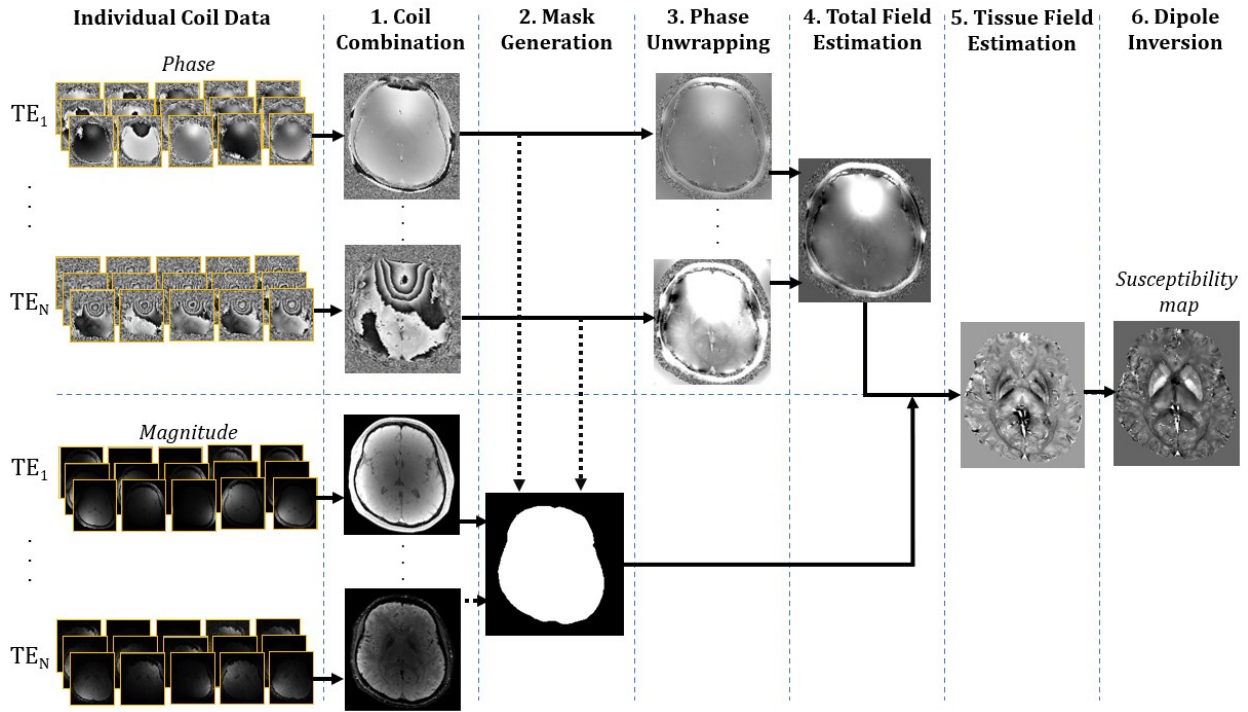 Individual Coil Data
1. Coil
Combination
2. Mask
Generation
3. Phase
Unwrapping
4. Total Field
Estimation
5. Tissue Field
Estimation
6. Dipole
Inversion
Phase
TE1
TEN
Susceptibility
map
Magnitude
TE1
TEN